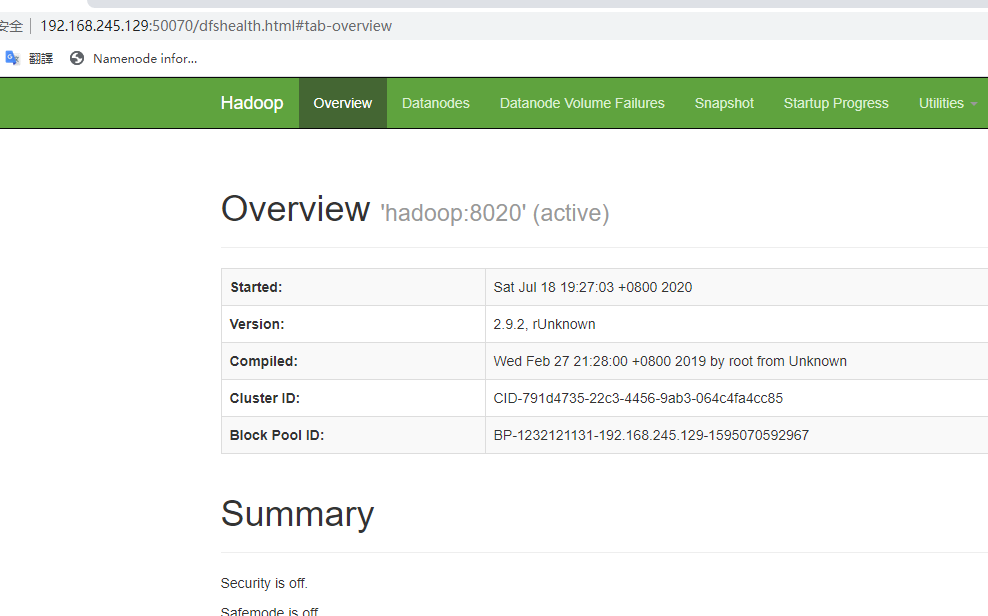 安全 192.168.245.129:50070/dfshealth.html#tab-overview
翻譯 Namenode infor...
Hadoop Overview Datanodes Datanode Volume Failures Snapshot Startup Progress Utilities
Overview 'hadoop:8020' (active)
Started: Sat Jul 18 19:27:03 +0800 2020
Version: 2.9.2, rUnknown
Compiled: Wed Feb 27 21:28:00 +0800 2019 by root from Unknown
Cluster ID: CID-791d4735-22c3-4456-9ab3-064c4fa4cc85
Block Pool ID: BP-1232121131-192.168.245.129-1595070592967
Summary
Security is off.
Safemode is off